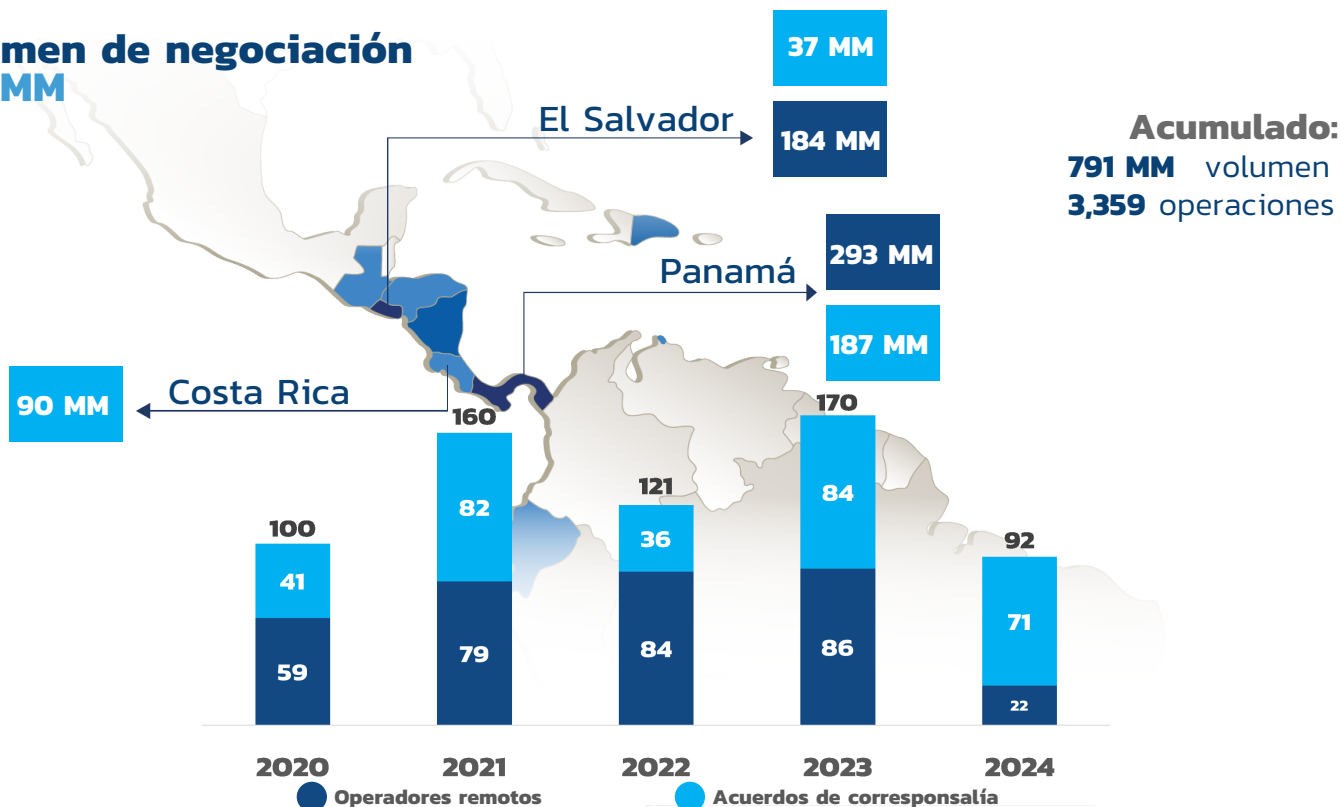 men de negociación
MM
37 MM
El Salvador
184 MM
Acumulado:
791 MM volumen
3,359 operaciones
Panamá
293 MM
187 MM
Costa Rica
90 MM
100
41
59
160
82
79
121
36
84
170
84
86
92
71
22
2020 2021 2022 2023 2024
Operadores remotos Acuerdos de corresponsalía